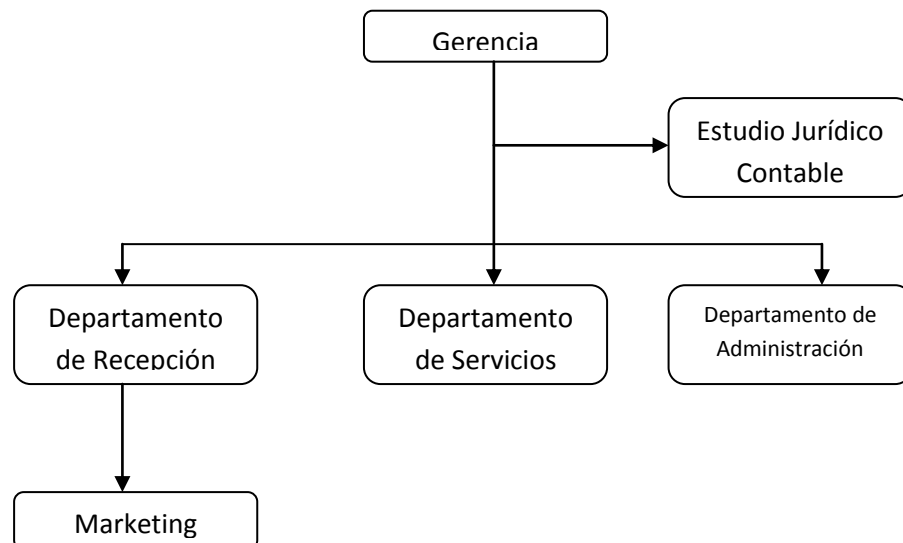 Gerencia
Estudio Jurídico
Contable
Departamento
de Recepción
Departamento
de Servicios
Departamento de
Administración
Marketing